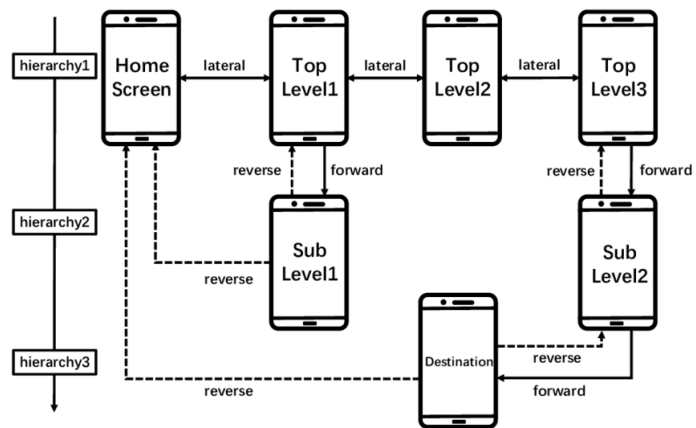 hierarchy1
Home
Screen
lateral
Top
Level1
lateral
Top
Level2
lateral
Top
Level3
reverse
forward
reverse
forward
hierarchy2
Sub
Level1
Sub
Level2
reverse
hierarchy3
Destination
reverse
reverse
forward